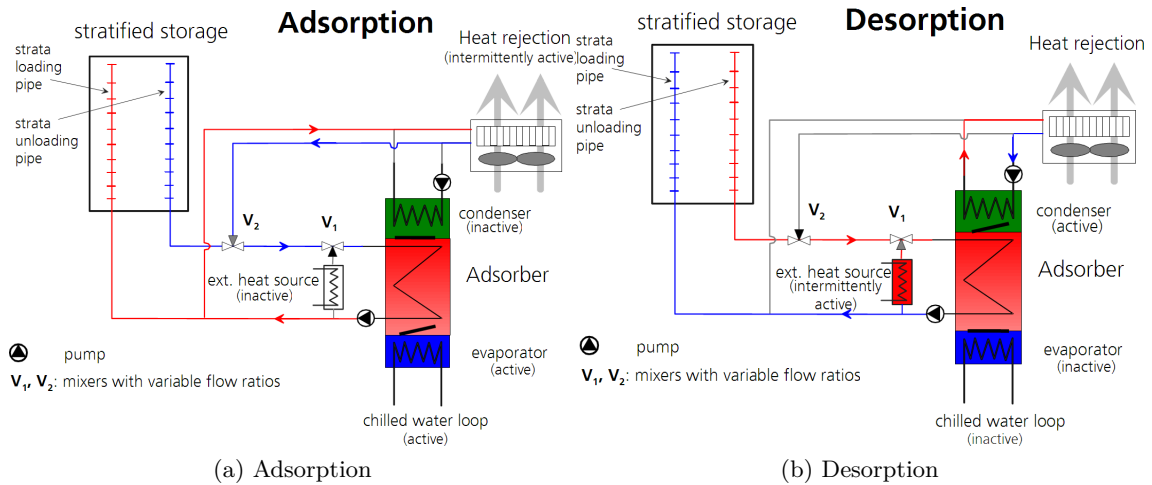 Adsorption
stratified storage
strata
loading
pipe
strata
unloading
pipe
Heat rejection
(intermittently active)
V2
V1
condenser
(inactive)
ext. heat source
(inactive)
Adsorber
evaporator
(active)
pump
V1, V2: mixers with variable flow ratios
chilled water loop
(active)
(a) Adsorption
Desorption
stratified storage
strata
loading
pipe
strata
unloading
pipe
Heat rejection
V2
V1
condenser
(active)
ext. heat source
(intermittently
active)
Adsorber
evaporator
(inactive)
pump
V1, V2: mixers with variable flow ratios
chilled water loop
(inactive)
(b) Desorption